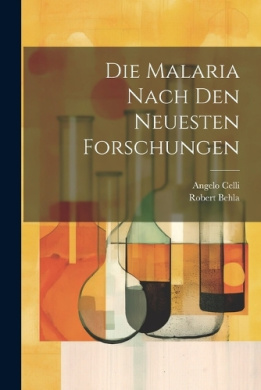 Die Malaria
Nach Den
Neuesten
Forschungen
Angelo Celli
Robert Behla